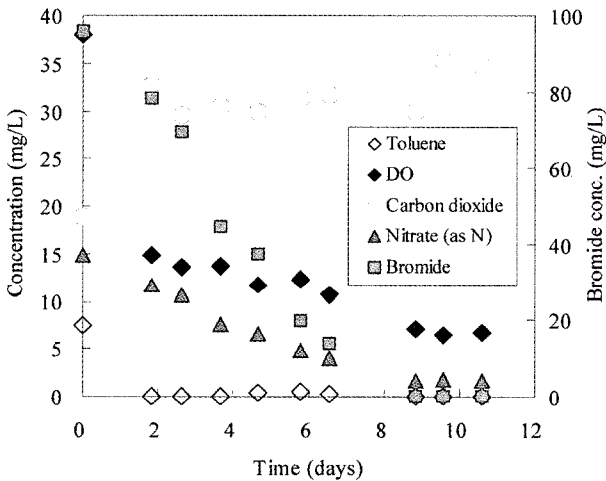 40
35
30
25
20
15
10
5
0
Concentration (mg/L)
100
80
60
40
20
0
Bromide conc. (mg/L)
Toluene
DO
Carbon dioxide
Nitrate (as N)
Bromide
0 2 4 6 8 10 12
Time (days)